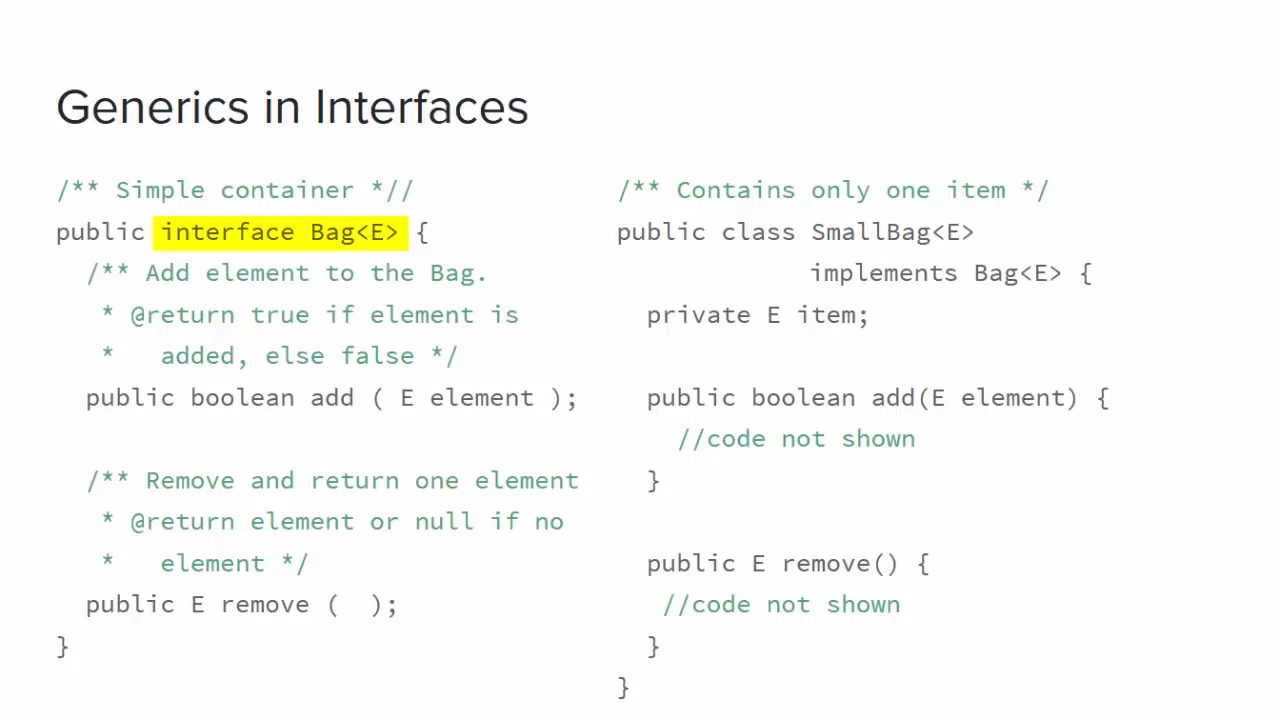 Generics in Interfaces
/** Simple container *//
public interface Bag<E> {
/** Add element to the Bag.
* @return true if element is
*   added, else false */
public boolean add ( E element );
/** Remove and return one element
* @return element or null if no
*   element */
public E remove (  );
}
/** Contains only one item */
public class SmallBag<E>
implements Bag<E> {
private E item;
public boolean add(E element) {
//code not shown
}
public E remove() {
//code not shown
}
}